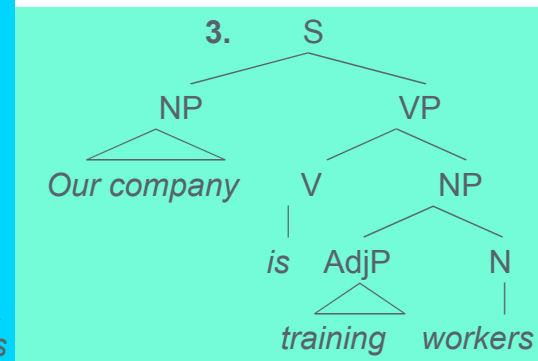 3. S
NP VP
Our company V NP
is AdjP N
training workers
s